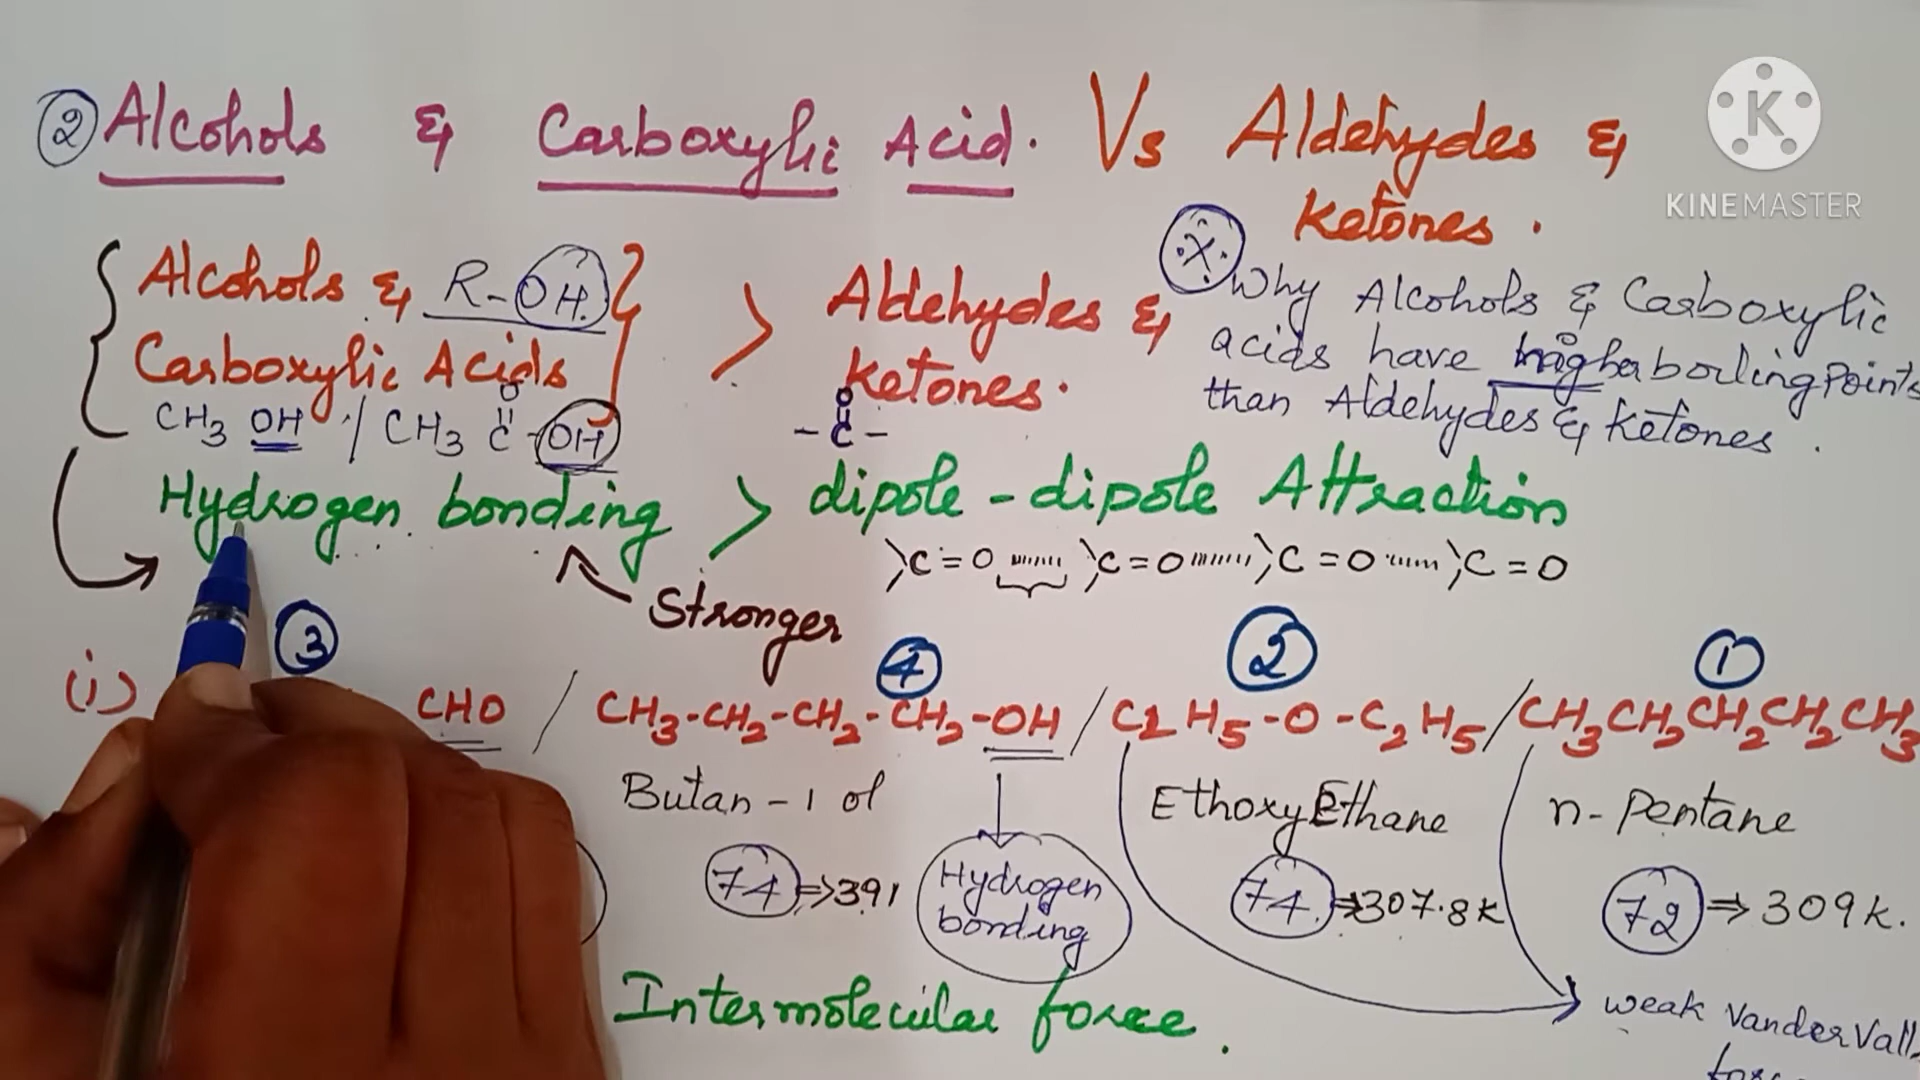 ② Alcohols & Carboxylic Acid. Vs Aldehydes & Ketones.
K
KINEMASTER
Alcohols & R-OH
Carboxylic Acids
CH3 OH / CH3 C - OH
O
>
Aldehydes &
Ketones.
O
- C -
Why Alcohols & Carboxylic
acids have higher boiling points
than Aldehydes & Ketones.
Hydrogen bonding > dipole - dipole Attraction
C = O C = O C = O C = O
Stronger
③ ④ ② ①
(i) CHO / CH3-CH2-CH2-CH2-OH / C2H5-O-C2H5 / CH3CH2CH2CH2CH3
Butan-1 ol
Ethoxy Ethane
n-Pentane
74 => 391
Hydrogen
bonding
74. => 307.8K
72 => 309K.
Intermolecular force.
weak Vander Vall